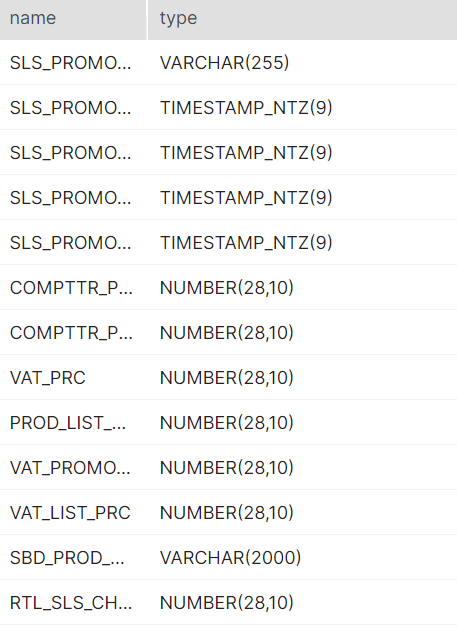 name type
SLS_PROMO... VARCHAR(255)
SLS_PROMO... TIMESTAMP_NTZ(9)
SLS_PROMO... TIMESTAMP_NTZ(9)
SLS_PROMO... TIMESTAMP_NTZ(9)
SLS_PROMO... TIMESTAMP_NTZ(9)
COMPTTR_P... NUMBER(28,10)
COMPTTR_P... NUMBER(28,10)
VAT_PRC NUMBER(28,10)
PROD_LIST_... NUMBER(28,10)
VAT_PROMO... NUMBER(28,10)
VAT_LIST_PRC NUMBER(28,10)
SBD_PROD_... VARCHAR(2000)
RTL_SLS_CH... NUMBER(28,10)